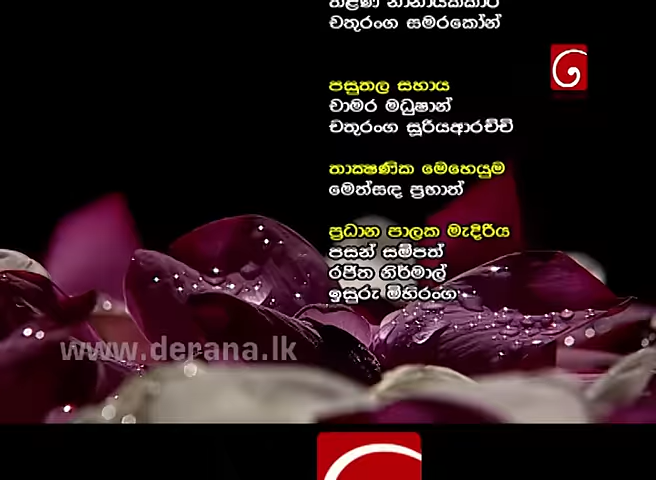 චතුරංග සමරකෝන්
පසුතල සහාය
චාමර මධුෂාන්
චතුරංග සූරියආරච්චි
තාක්‍ෂණික මෙහෙයුම
මෙත්සඳ ප්‍රභාත්
ප්‍රධාන පාලක මැදිරිය
පසන් සම්පත්
රජිත නිර්මාල්
ඉසුරු මිහිරංග
www.derana.lk